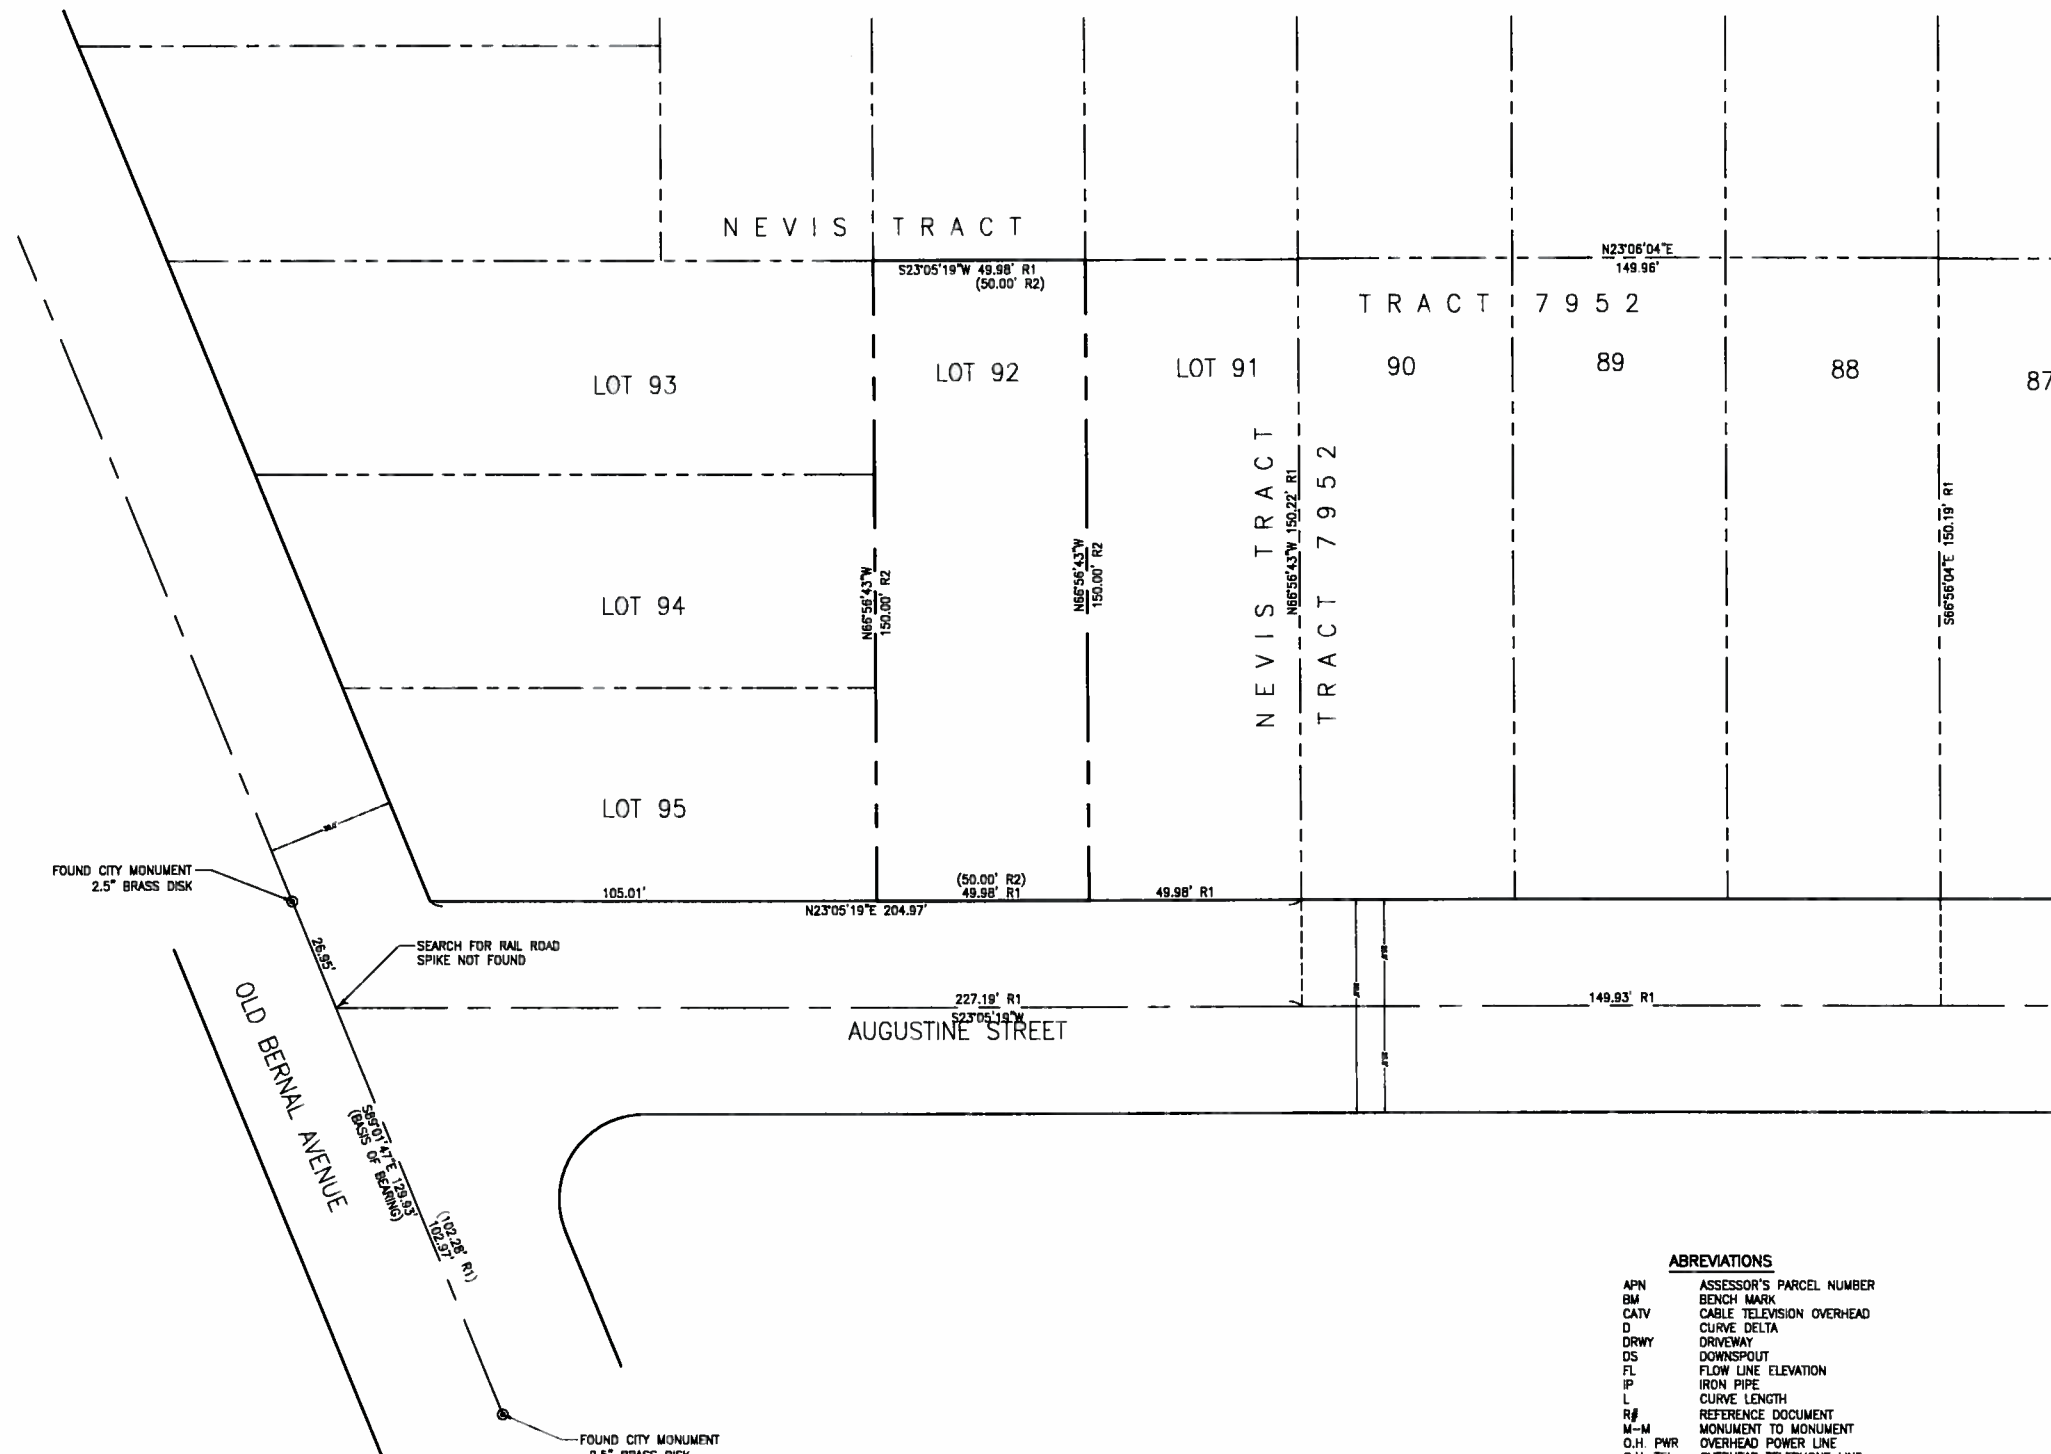 NEVIS TRACT
S23°05'19"W 49.98' R1
(50.00' R2)
N23°06'04"E
149.96'
TRACT 7952
LOT 93
LOT 92
LOT 91
90
89
88
87
NEVIS TRACT
N66°56'43"W 150.22' R1
TRACT 7952
S66°56'04"E 150.19' R1
N66°56'43"W
150.00' R2
N66°56'43"W
150.00' R2
LOT 94
LOT 95
FOUND CITY MONUMENT
2.5" BRASS DISK
105.01'
(50.00' R2)
49.98' R1
49.98' R1
N23°05'19"E 204.97'
26.95'
SEARCH FOR RAIL ROAD
SPIKE NOT FOUND
227.19' R1
S23°05'19"W
149.93' R1
AUGUSTINE STREET
OLD BERNAL AVENUE
S89°01'47"E 129.93'
(BASIS OF BEARING)
(102.28' R1)
102.97'
FOUND CITY MONUMENT
2.5" BRASS DISK
ABREVIATIONS
APN ASSESSOR'S PARCEL NUMBER
BM BENCH MARK
CATV CABLE TELEVISION OVERHEAD
D CURVE DELTA
DRWY DRIVEWAY
DS DOWNSPOUT
FL FLOW LINE ELEVATION
IP IRON PIPE
L CURVE LENGTH
R# REFERENCE DOCUMENT
M-M MONUMENT TO MONUMENT
O.H. PWR OVERHEAD POWER LINE